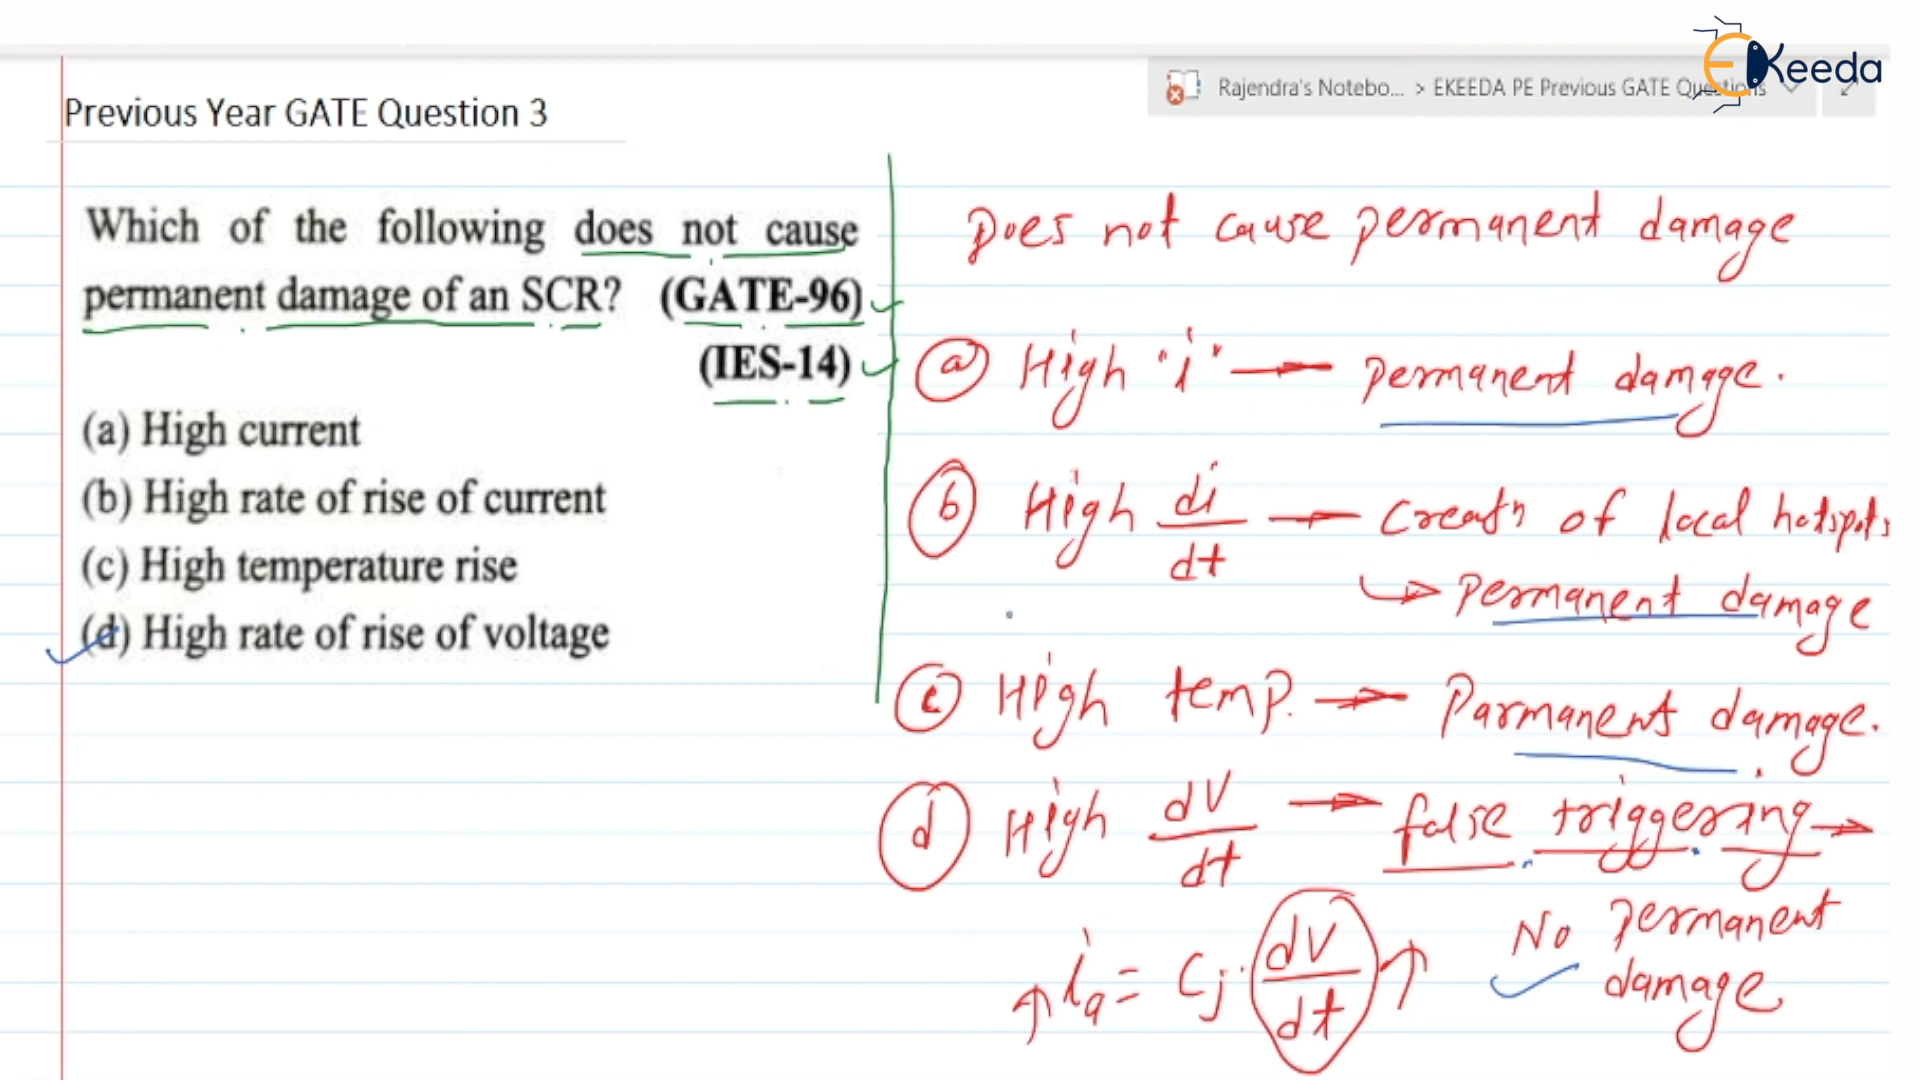 EKeeda
Rajendra's Notebo... > EKEEDA PE Previous GATE Questions
Previous Year GATE Question 3
Which of the following does not cause
permanent damage of an SCR? (GATE-96)
(IES-14)
(a) High current
(b) High rate of rise of current
(c) High temperature rise
(d) High rate of rise of voltage
Does not cause permanent damage
(a) High "i" → permanent damage.
(b) High di/dt → Creatn of local hotspots
↳ permanent damage
(c) High temp. → Parmanent damage.
(d) High dV/dt → false triggering →
No permanent
damage
↑ ia = Cj · dV/dt ↑